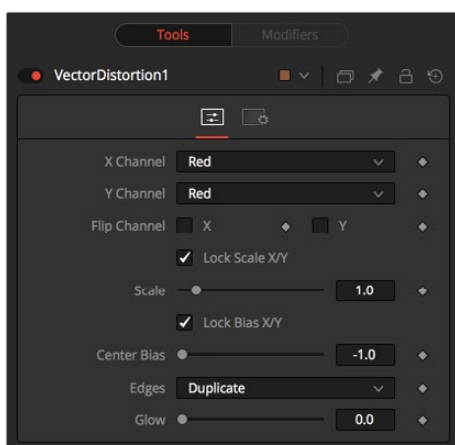 Tools Modifiers
VectorDistortion1
X Channel Red
Y Channel Red
Flip Channel X Y
Lock Scale X/Y
Scale 1.0
Lock Bias X/Y
Center Bias -1.0
Edges Duplicate
Glow 0.0